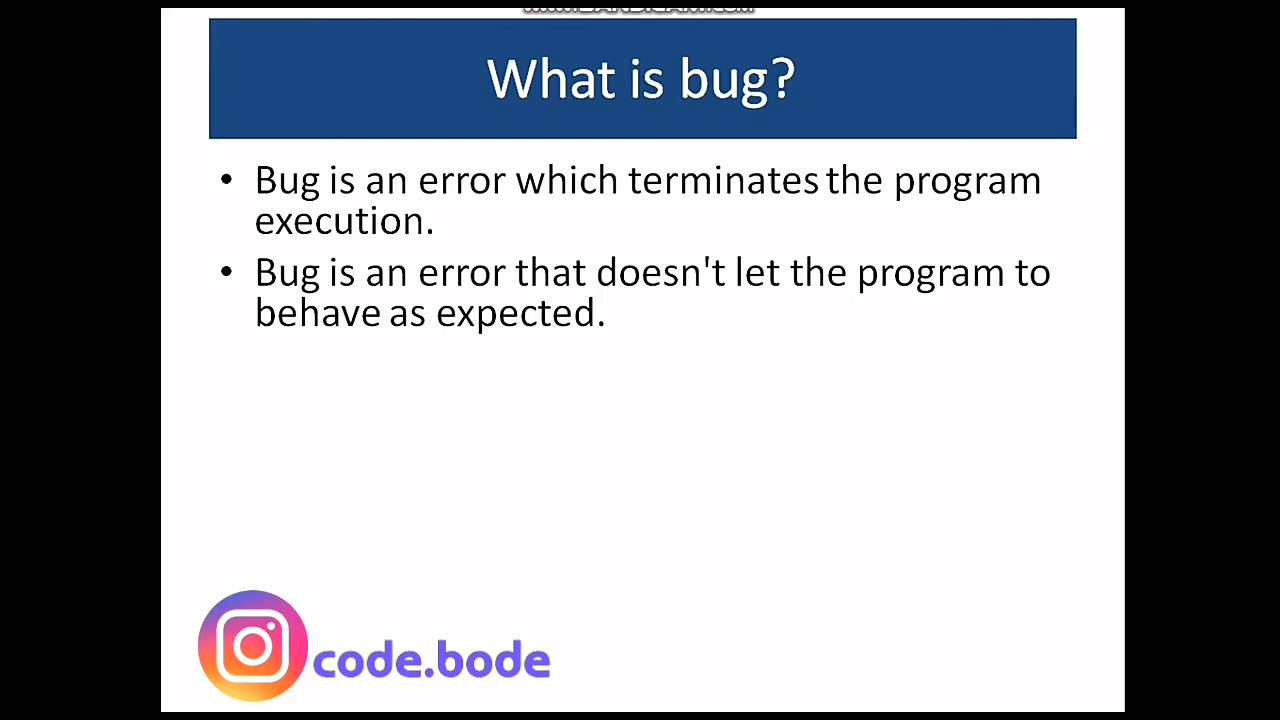 What is bug?
• Bug is an error which terminates the program
execution.
• Bug is an error that doesn't let the program to
behave as expected.
code.bode